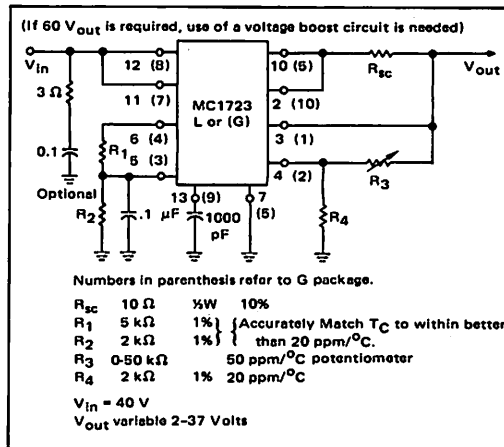 (If 60 Vout is required, use of a voltage boost circuit is needed)
Vin
12 (8)
10 (6)
Rsc
Vout
3 Ω
11 (7)
MC1723
L or (G)
2 (10)
6 (4)
3 (1)
0.1
R1
5 (3)
4 (2)
R3
Optional
R2
.1 µF
13 (9)
1000 pF
7 (5)
R4
Numbers in parenthesis refer to G package.
Rsc 10 Ω ½W 10%
R1 5 kΩ 1% } { Accurately Match TC to within better
R2 2 kΩ 1% } { than 20 ppm/°C.
R3 0-50 kΩ 50 ppm/°C potentiometer
R4 2 kΩ 1% 20 ppm/°C
Vin = 40 V
Vout variable 2-37 Volts